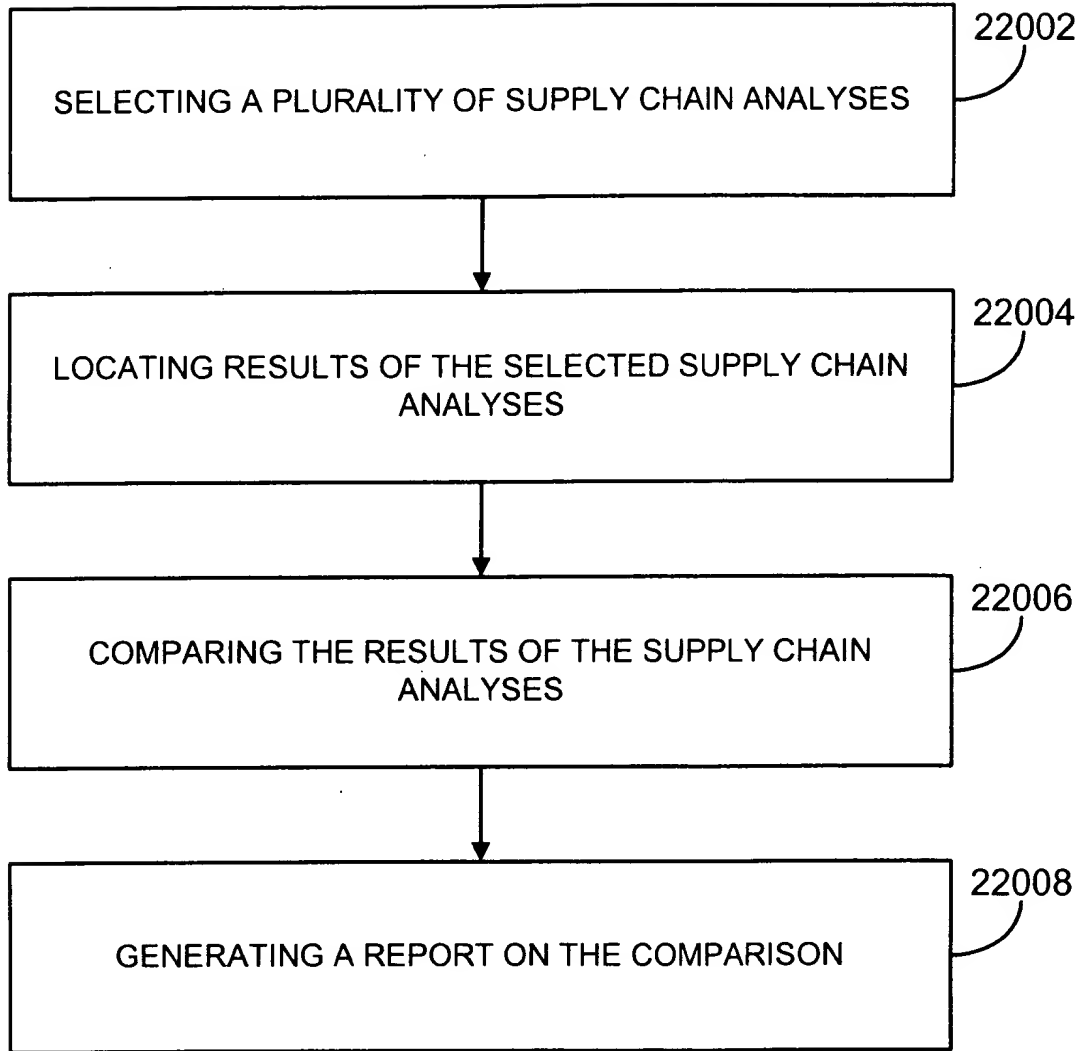 22002
SELECTING A PLURALITY OF SUPPLY CHAIN ANALYSES
22004
LOCATING RESULTS OF THE SELECTED SUPPLY CHAIN
ANALYSES
22006
COMPARING THE RESULTS OF THE SUPPLY CHAIN
ANALYSES
22008
GENERATING A REPORT ON THE COMPARISON